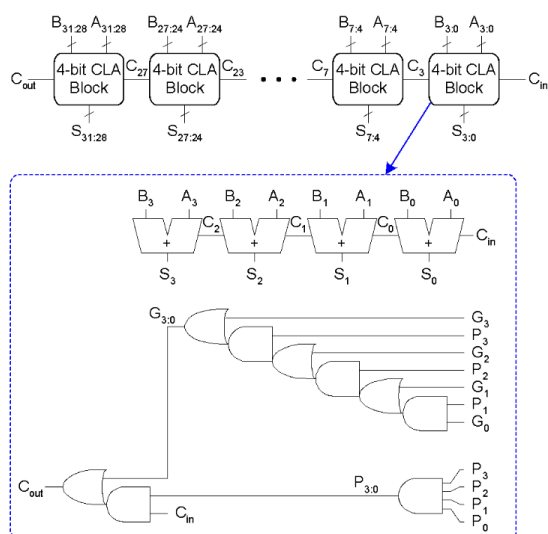 B31:28 A31:28 B27:24 A27:24 B7:4 A7:4 B3:0 A3:0
Cout 4-bit CLA Block C27 4-bit CLA Block C23 C7 4-bit CLA Block C3 4-bit CLA Block Cin
S31:28 S27:24 S7:4 S3:0
B3 A3 B2 A2 B1 A1 B0 A0
+ C2 + C1 + C0 + Cin
S3 S2 S1 S0
G3:0 G3
P3
G2
P2
G1
P1
G0
P3:0 P3
Cout P2
Cin P1
P0